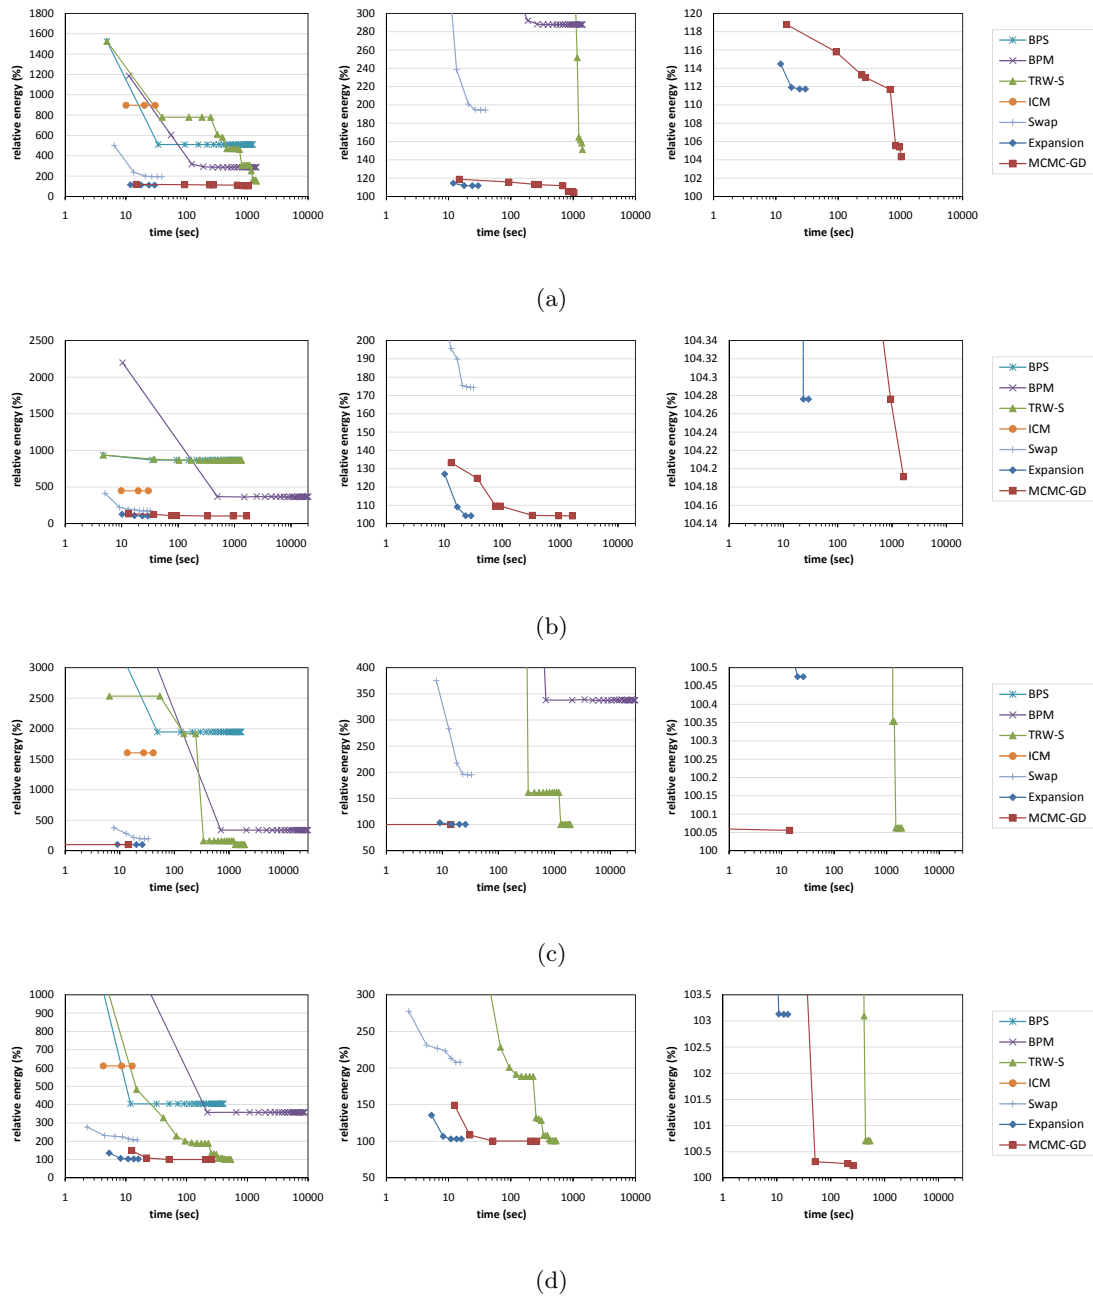 1800
1600
1400
1200
1000
800
600
400
200
0
relative energy (%)
1 10 100 1000 10000
time (sec)
300
280
260
240
220
200
180
160
140
120
100
relative energy (%)
1 10 100 1000 10000
time (sec)
120
118
116
114
112
110
108
106
104
102
100
relative energy (%)
1 10 100 1000 10000
time (sec)
BPS
BPM
TRW-S
ICM
Swap
Expansion
MCMC-GD
(a)
2500
2000
1500
1000
500
0
relative energy (%)
1 10 100 1000 10000
time (sec)
200
190
180
170
160
150
140
130
120
110
100
relative energy (%)
1 10 100 1000 10000
time (sec)
104.34
104.32
104.3
104.28
104.26
104.24
104.22
104.2
104.18
104.16
104.14
relative energy (%)
1 10 100 1000 10000
time (sec)
BPS
BPM
TRW-S
ICM
Swap
Expansion
MCMC-GD
(b)
3000
2500
2000
1500
1000
500
0
relative energy (%)
1 10 100 1000 10000
time (sec)
400
350
300
250
200
150
100
50
relative energy (%)
1 10 100 1000 10000
time (sec)
100.5
100.45
100.4
100.35
100.3
100.25
100.2
100.15
100.1
100.05
100
relative energy (%)
1 10 100 1000 10000
time (sec)
BPS
BPM
TRW-S
ICM
Swap
Expansion
MCMC-GD
(c)
1000
900
800
700
600
500
400
300
200
100
0
relative energy (%)
1 10 100 1000 10000
time (sec)
300
250
200
150
100
50
relative energy (%)
1 10 100 1000 10000
time (sec)
103.5
103
102.5
102
101.5
101
100.5
100
relative energy (%)
1 10 100 1000 10000
time (sec)
BPS
BPM
TRW-S
ICM
Swap
Expansion
MCMC-GD
(d)